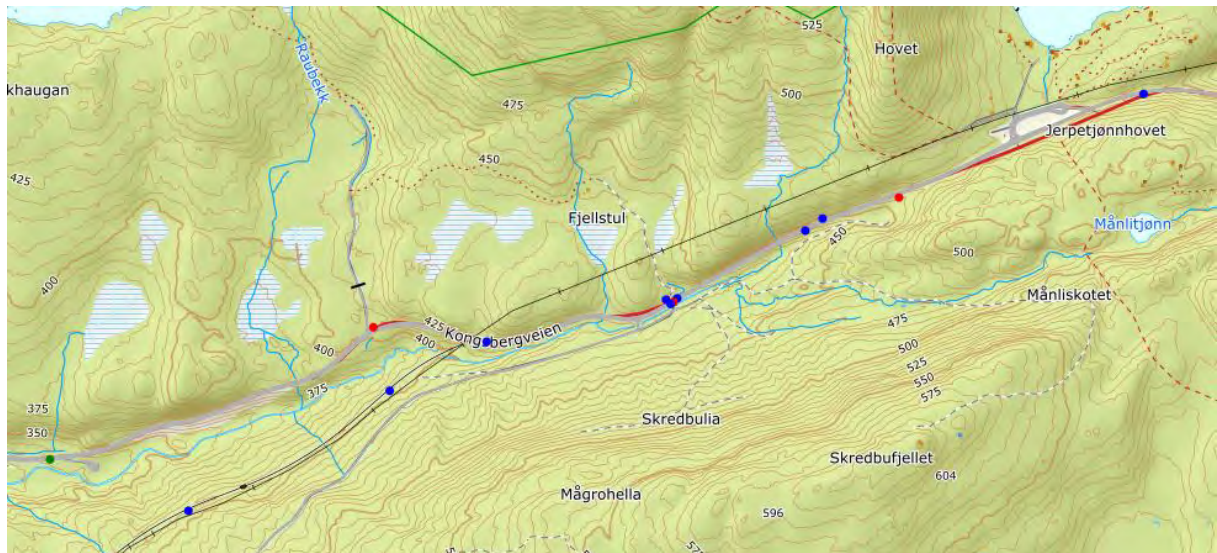 525
Hovet
Raubekk
khaugan
475
500
Jerpetjønnhovet
450
425
Fjellstul
Månlitjønn
450
500
400
Månliskotet
425
Kongsbergveien
400
475
400
500
525
375
550
575
375
Skredbulia
350
Skredbufjellet
604
Mågrohella
596